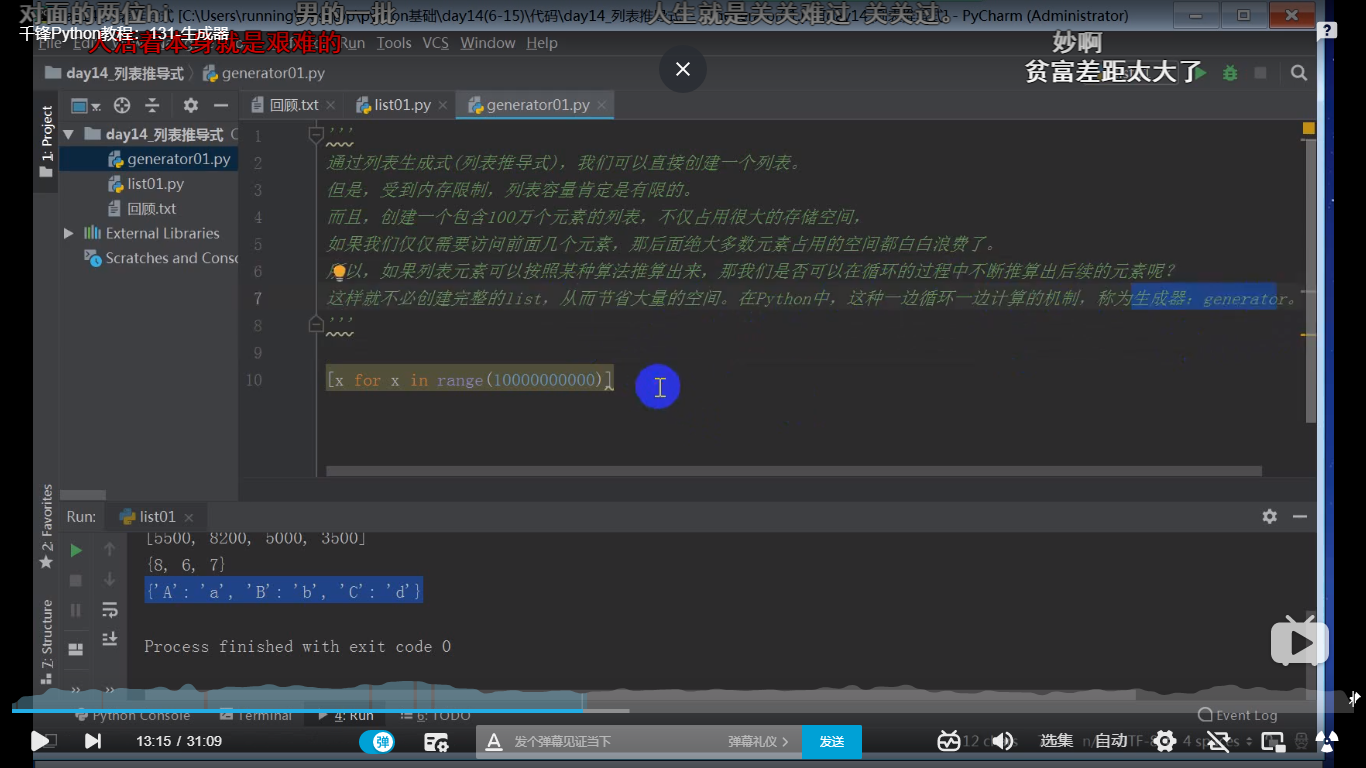 对面的两位hi
男的一批
人生就是关关难过 关关过。
[C:\Users\running
day14(6-15)\代码\day14_列表推
- PyCharm (Administrator)
千锋Python教程：131-生成器
人活着本身就是艰难的
File
Run Tools VCS Window Help
妙啊
贫富差距太大了
day14_列表推导式
generator01.py
回顾.txt
list01.py
generator01.py
1: Project
day14_列表推导式
generator01.py
list01.py
回顾.txt
External Libraries
Scratches and Conso
1 '''
2 通过列表生成式(列表推导式)，我们可以直接创建一个列表。
3 但是，受到内存限制，列表容量肯定是有限的。
4 而且，创建一个包含100万个元素的列表，不仅占用很大的存储空间，
5 如果我们仅仅需要访问前面几个元素，那后面绝大多数元素占用的空间都白白浪费了。
6 以，如果列表元素可以按照某种算法推算出来，那我们是否可以在循环的过程中不断推算出后续的元素呢？
7 这样就不必创建完整的list，从而节省大量的空间。在Python中，这种一边循环一边计算的机制，称为生成器：generator。
8 '''
9
10 [x for x in range(10000000000)]
2: Favorites
7: Structure
Run: list01
[5500, 8200, 5000, 3500]
{8, 6, 7}
{'A': 'a', 'B': 'b', 'C': 'd'}
Process finished with exit code 0
Python Console
Terminal
4: Run
6: TODO
Event Log
13:15 / 31:09
弹
发个弹幕见证当下
弹幕礼仪
发送
选集
自动
12 ch
UTF-8
4 spaces